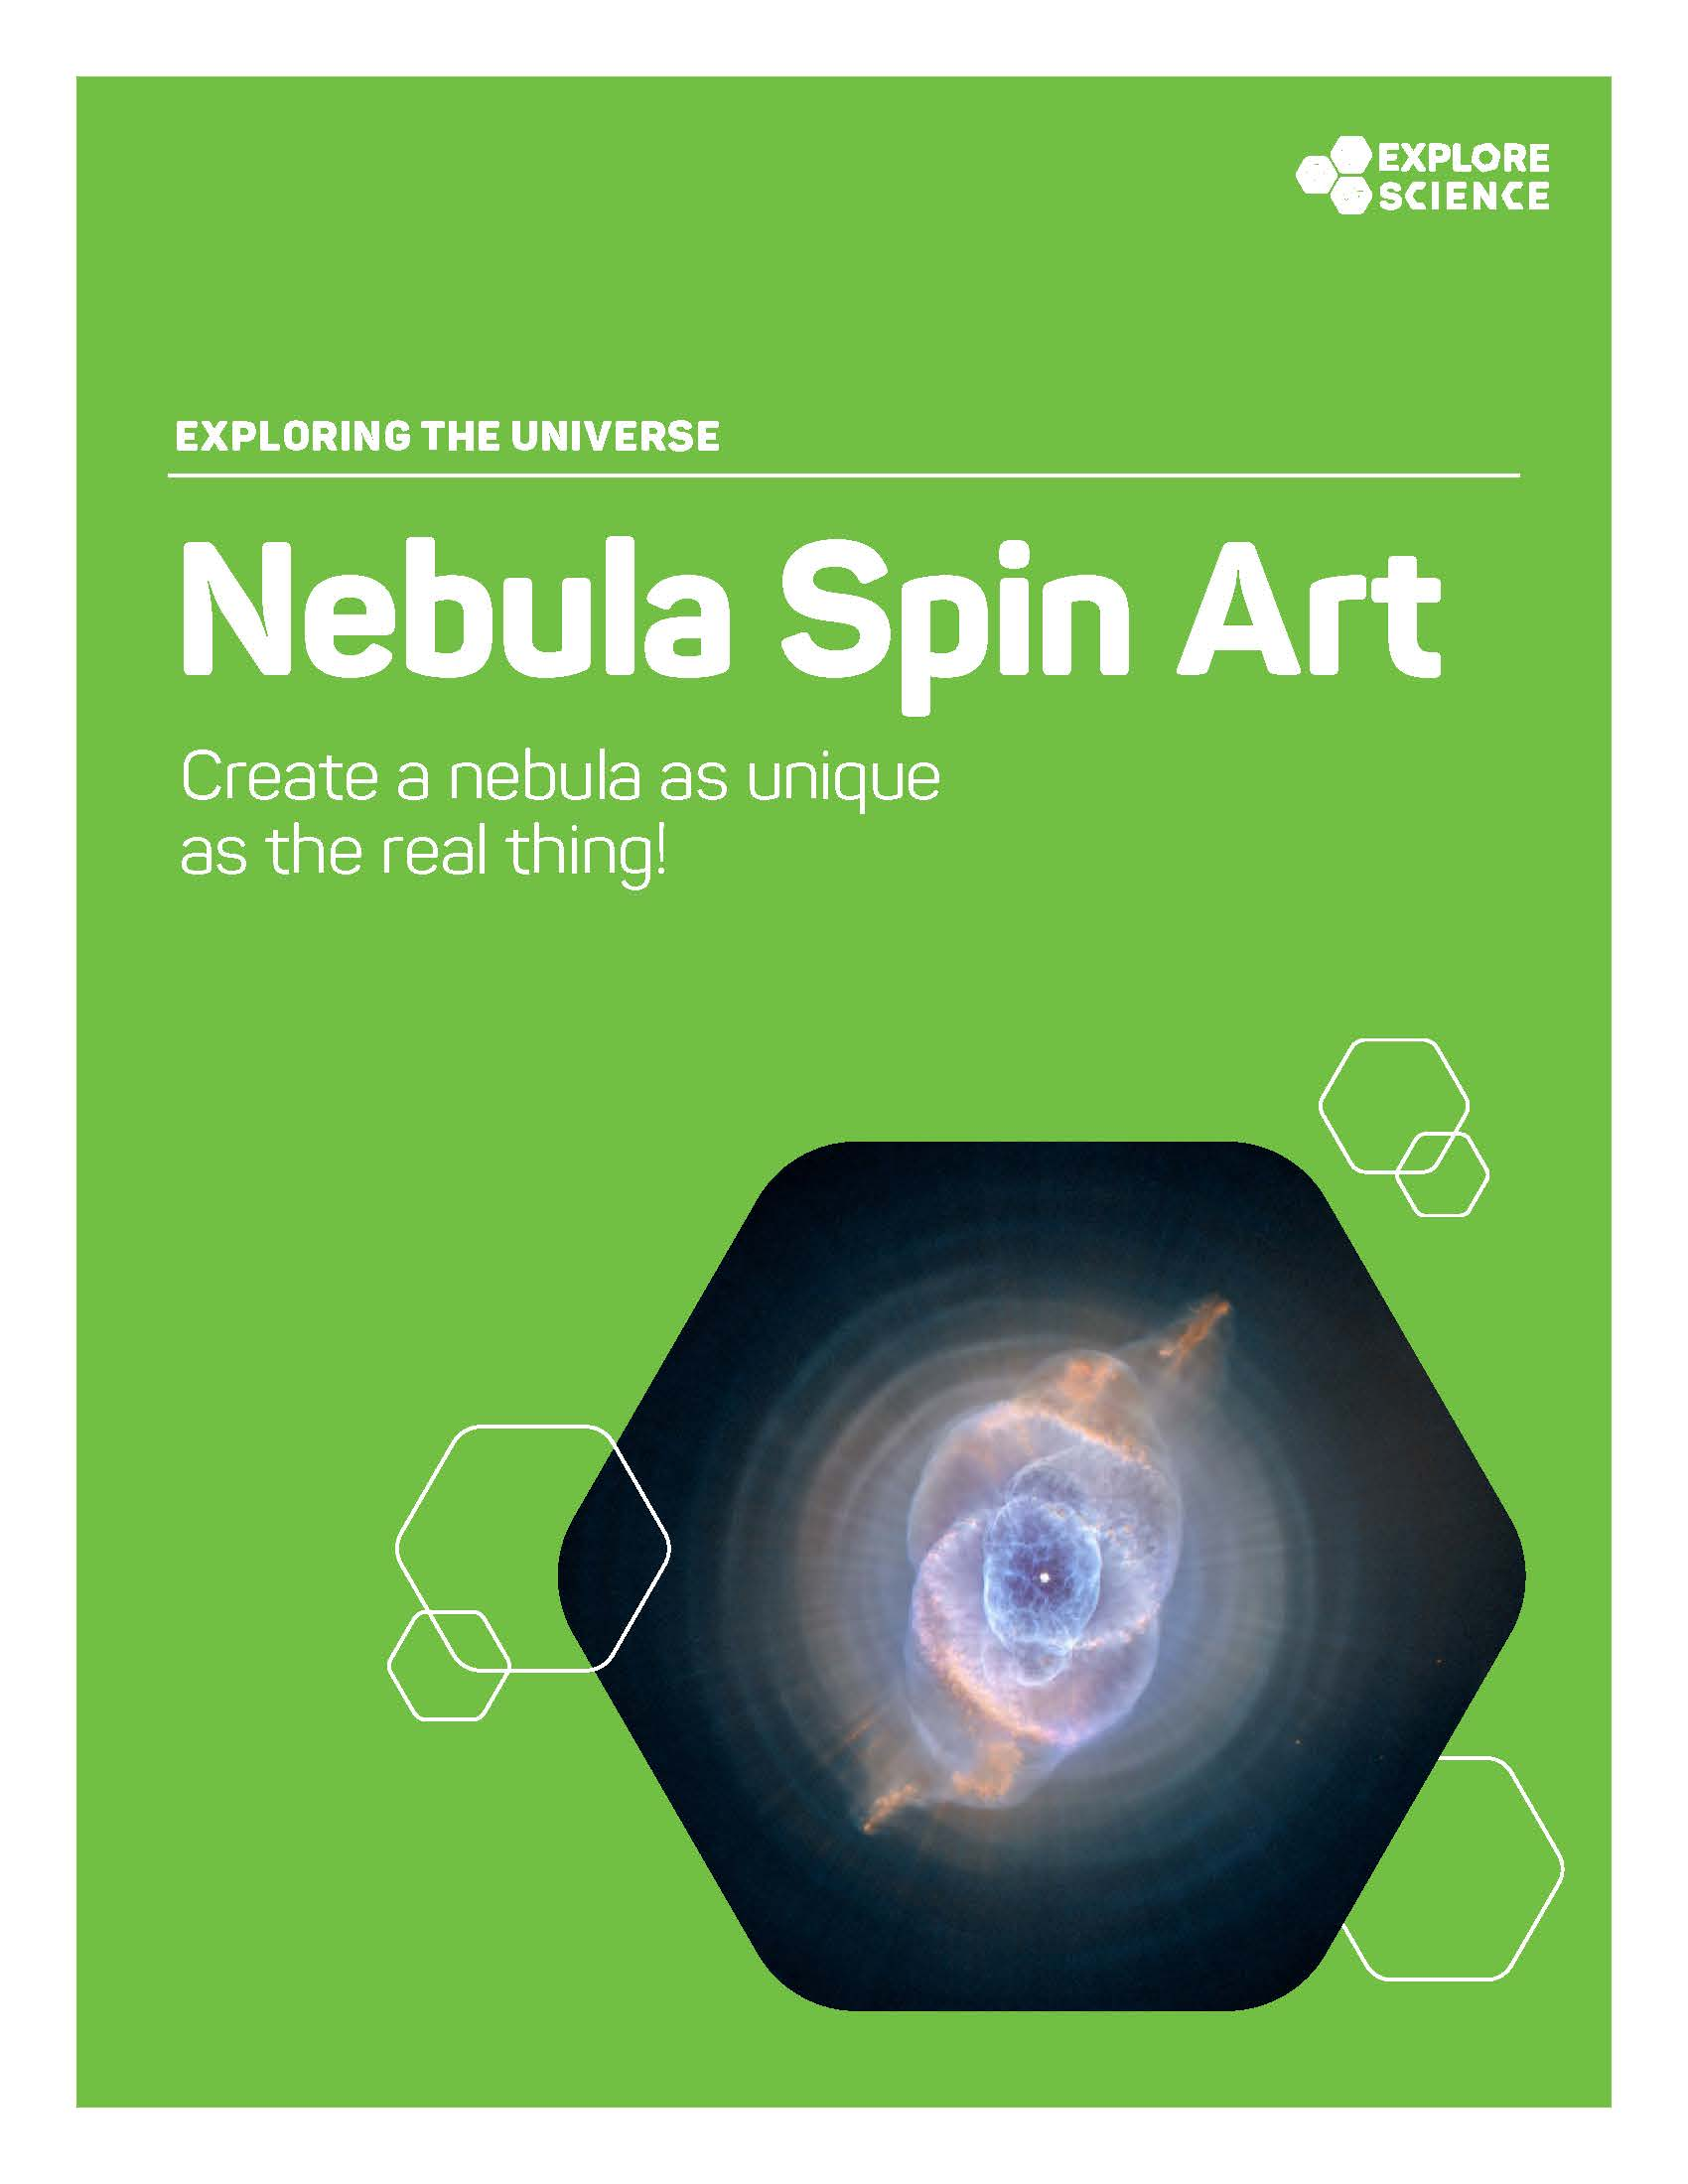 EXPLORE
SCIENCE
EXPLORING THE UNIVERSE
Nebula Spin Art
Create a nebula as unique
as the real thing!